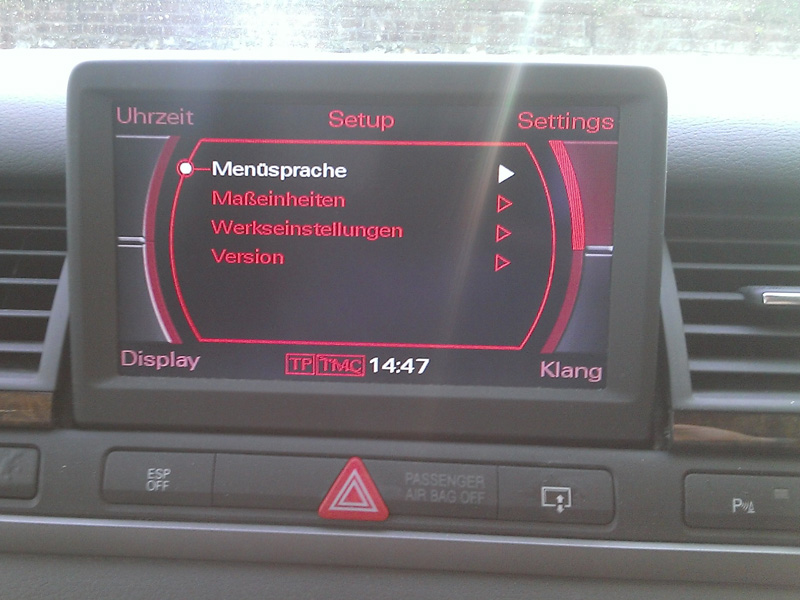 Uhrzeit
Setup
Settings
Menüsprache
Maßeinheiten
Werkseinstellungen
Version
Display
TP TMC 14:47
Klang
ESP
OFF
PASSENGER
AIR BAG OFF
P